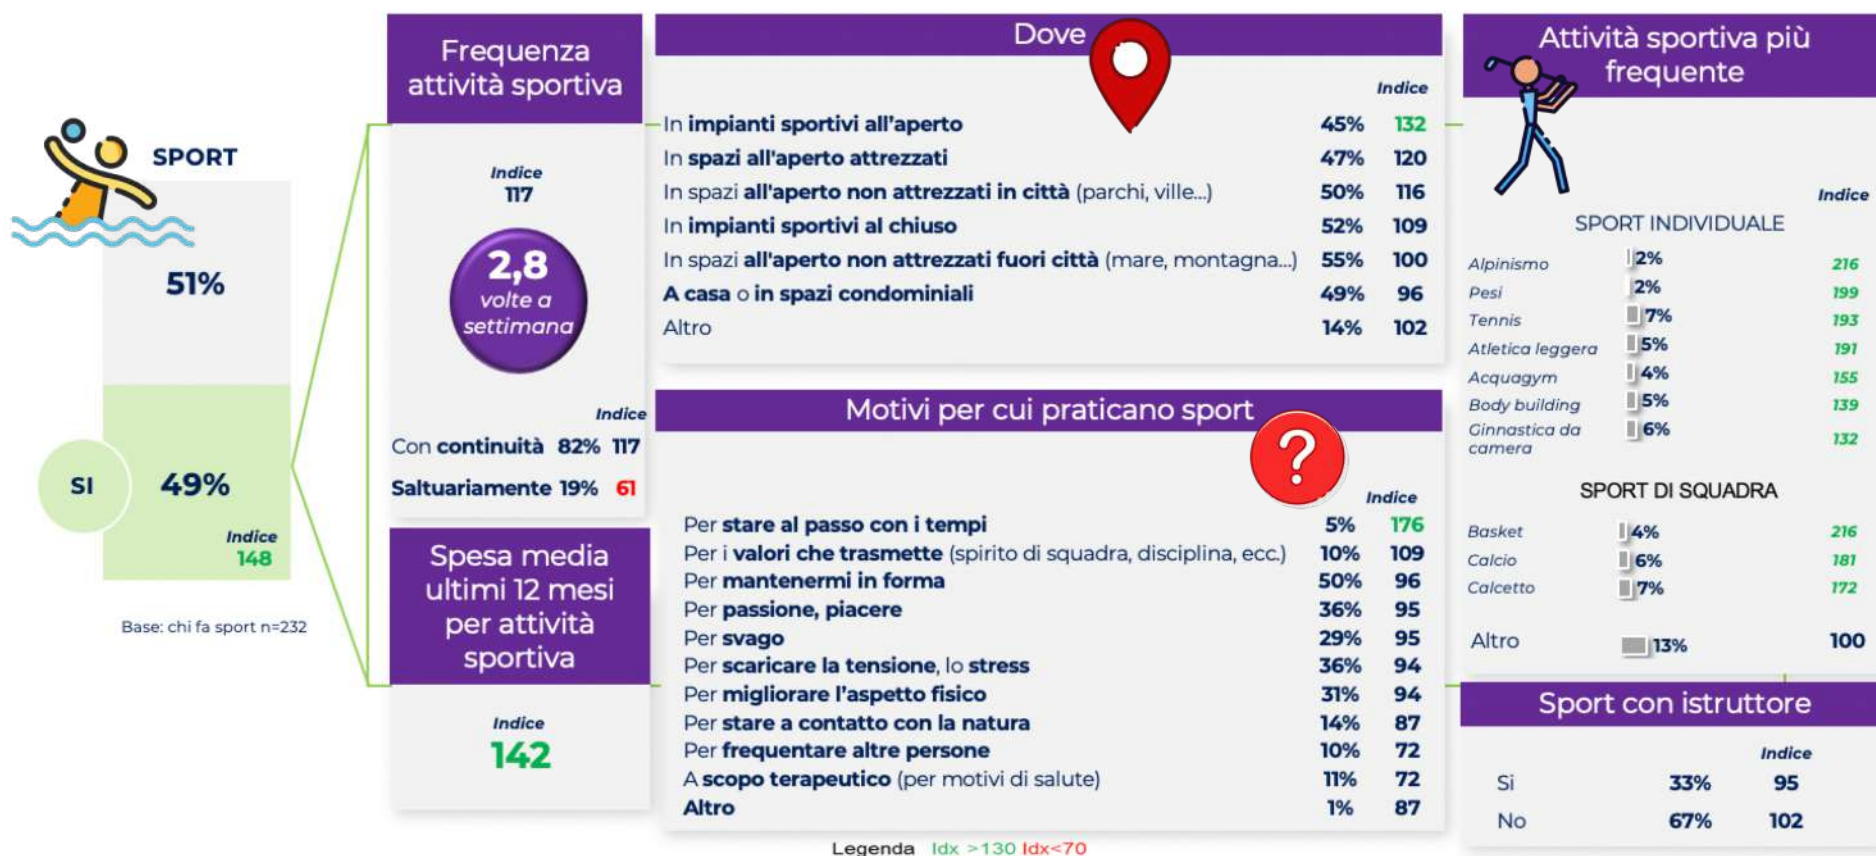 SPORT
51%
SI
49%
Indice
148
Base: chi fa sport n=232
Frequenza
attività sportiva
Indice
117
2,8
volte a
settimana
Indice
Con continuità 82% 117
Saltuariamente 19% 61
Spesa media
ultimi 12 mesi
per attività
sportiva
Indice
142
Dove
Indice
In impianti sportivi all'aperto 45% 132
In spazi all'aperto attrezzati 47% 120
In spazi all'aperto non attrezzati in città (parchi, ville...) 50% 116
In impianti sportivi al chiuso 52% 109
In spazi all'aperto non attrezzati fuori città (mare, montagna...) 55% 100
A casa o in spazi condominiali 49% 96
Altro 14% 102
Motivi per cui praticano sport
?
Indice
Per stare al passo con i tempi 5% 176
Per i valori che trasmette (spirito di squadra, disciplina, ecc.) 10% 109
Per mantenermi in forma 50% 96
Per passione, piacere 36% 95
Per svago 29% 95
Per scaricare la tensione, lo stress 36% 94
Per migliorare l'aspetto fisico 31% 94
Per stare a contatto con la natura 14% 87
Per frequentare altre persone 10% 72
A scopo terapeutico (per motivi di salute) 11% 72
Altro 1% 87
Attività sportiva più
frequente
Indice
SPORT INDIVIDUALE
Alpinismo 2% 216
Pesi 2% 199
Tennis 7% 193
Atletica leggera 5% 191
Acquagym 4% 155
Body building 5% 139
Ginnastica da
camera 6% 132
SPORT DI SQUADRA
Basket 4% 216
Calcio 6% 181
Calcetto 7% 172
Altro 13% 100
Sport con istruttore
Indice
Si 33% 95
No 67% 102
Legenda Idx >130 Idx<70